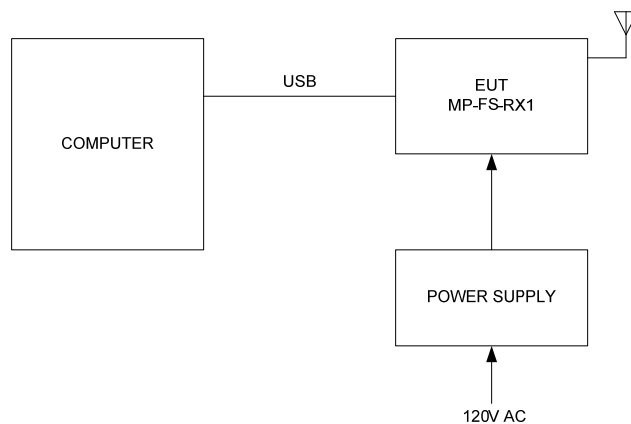 USB
EUT
MP-FS-RX1
COMPUTER
POWER SUPPLY
120V AC